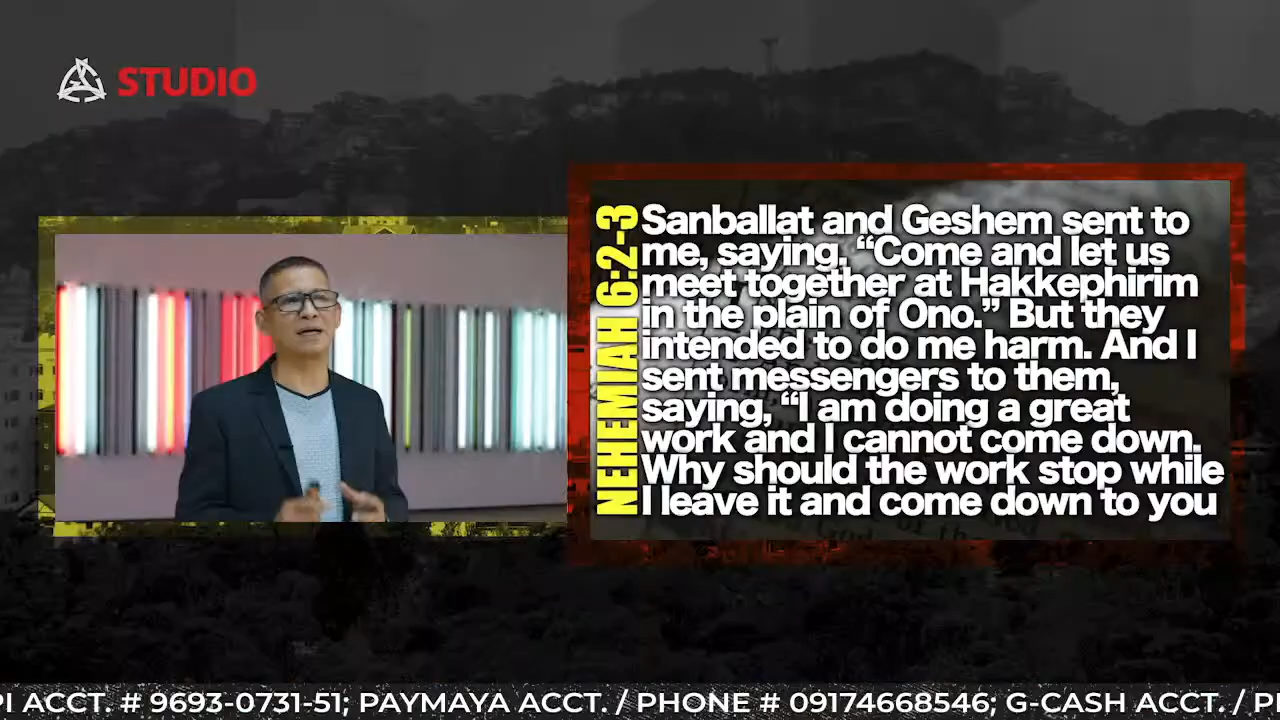 STUDIO
NEHEMIAH 6:2-3
Sanballat and Geshem sent to
me, saying, “Come and let us
meet together at Hakkephirim
in the plain of Ono.” But they
intended to do me harm. And I
sent messengers to them,
saying, “I am doing a great
work and I cannot come down.
Why should the work stop while
I leave it and come down to you
PI ACCT. # 9693-0731-51; PAYMAYA ACCT. / PHONE # 09174668546; G-CASH ACCT. /